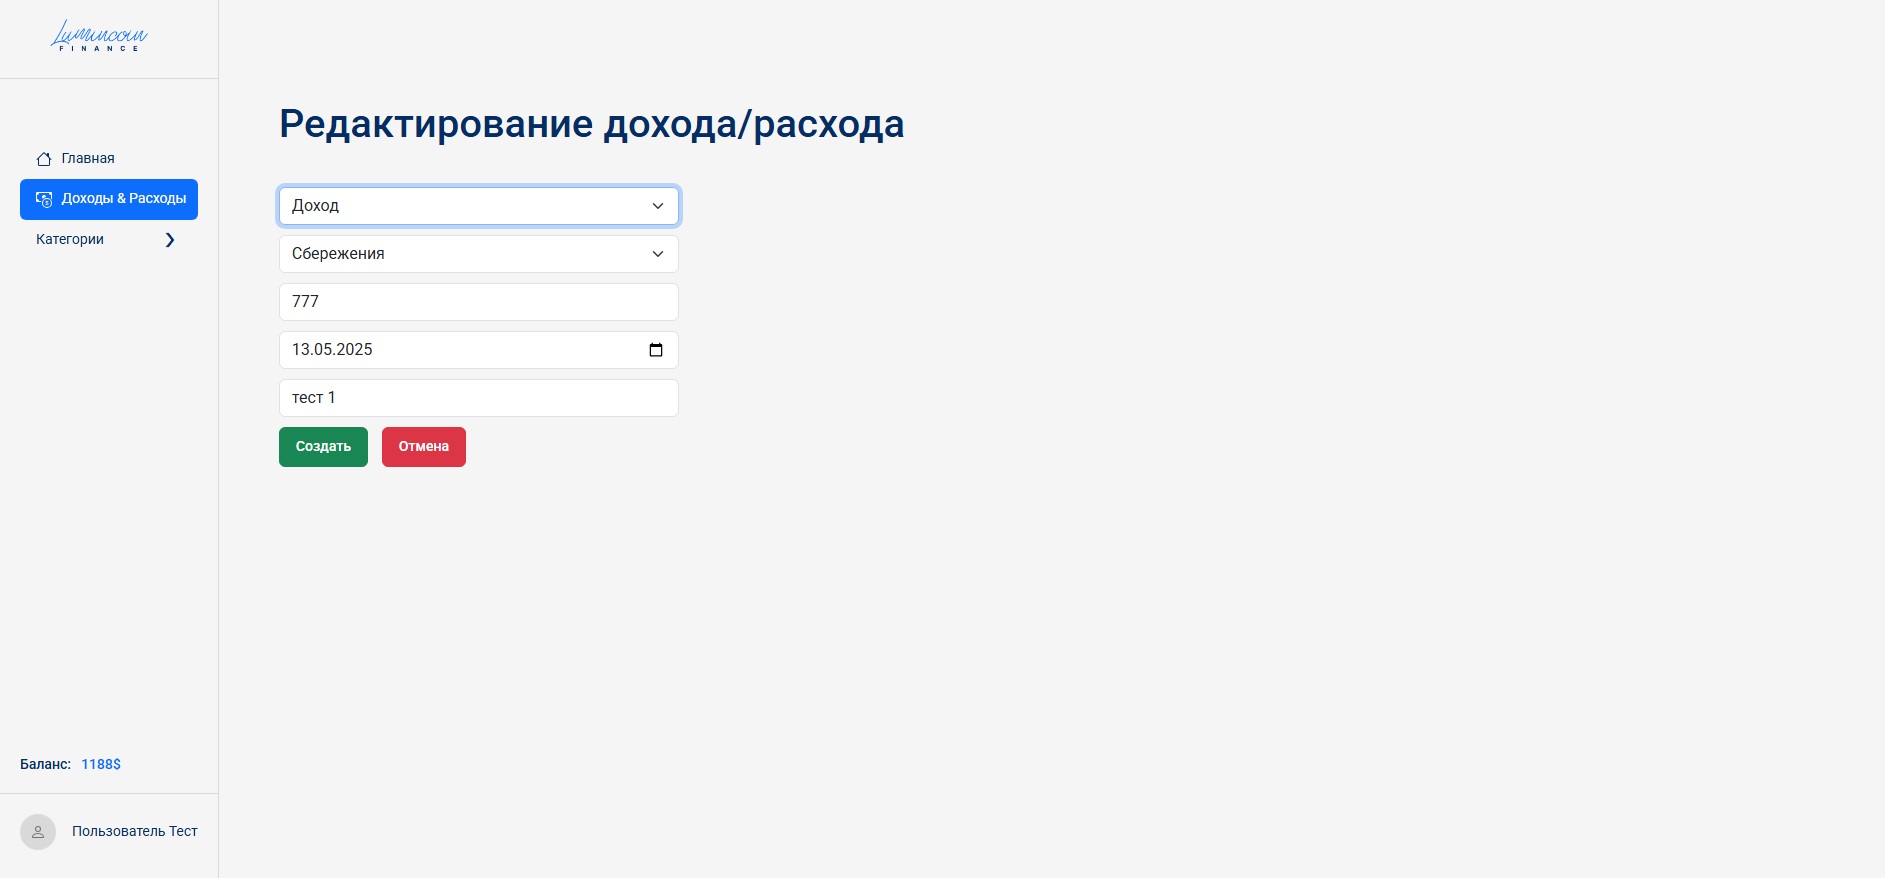 Lumincoin
FINANCE
Главная
Доходы & Расходы
Категории
Баланс: 1188$
Пользователь Тест
Редактирование дохода/расхода
Доход
Сбережения
777
13.05.2025
тест 1
Создать Отмена